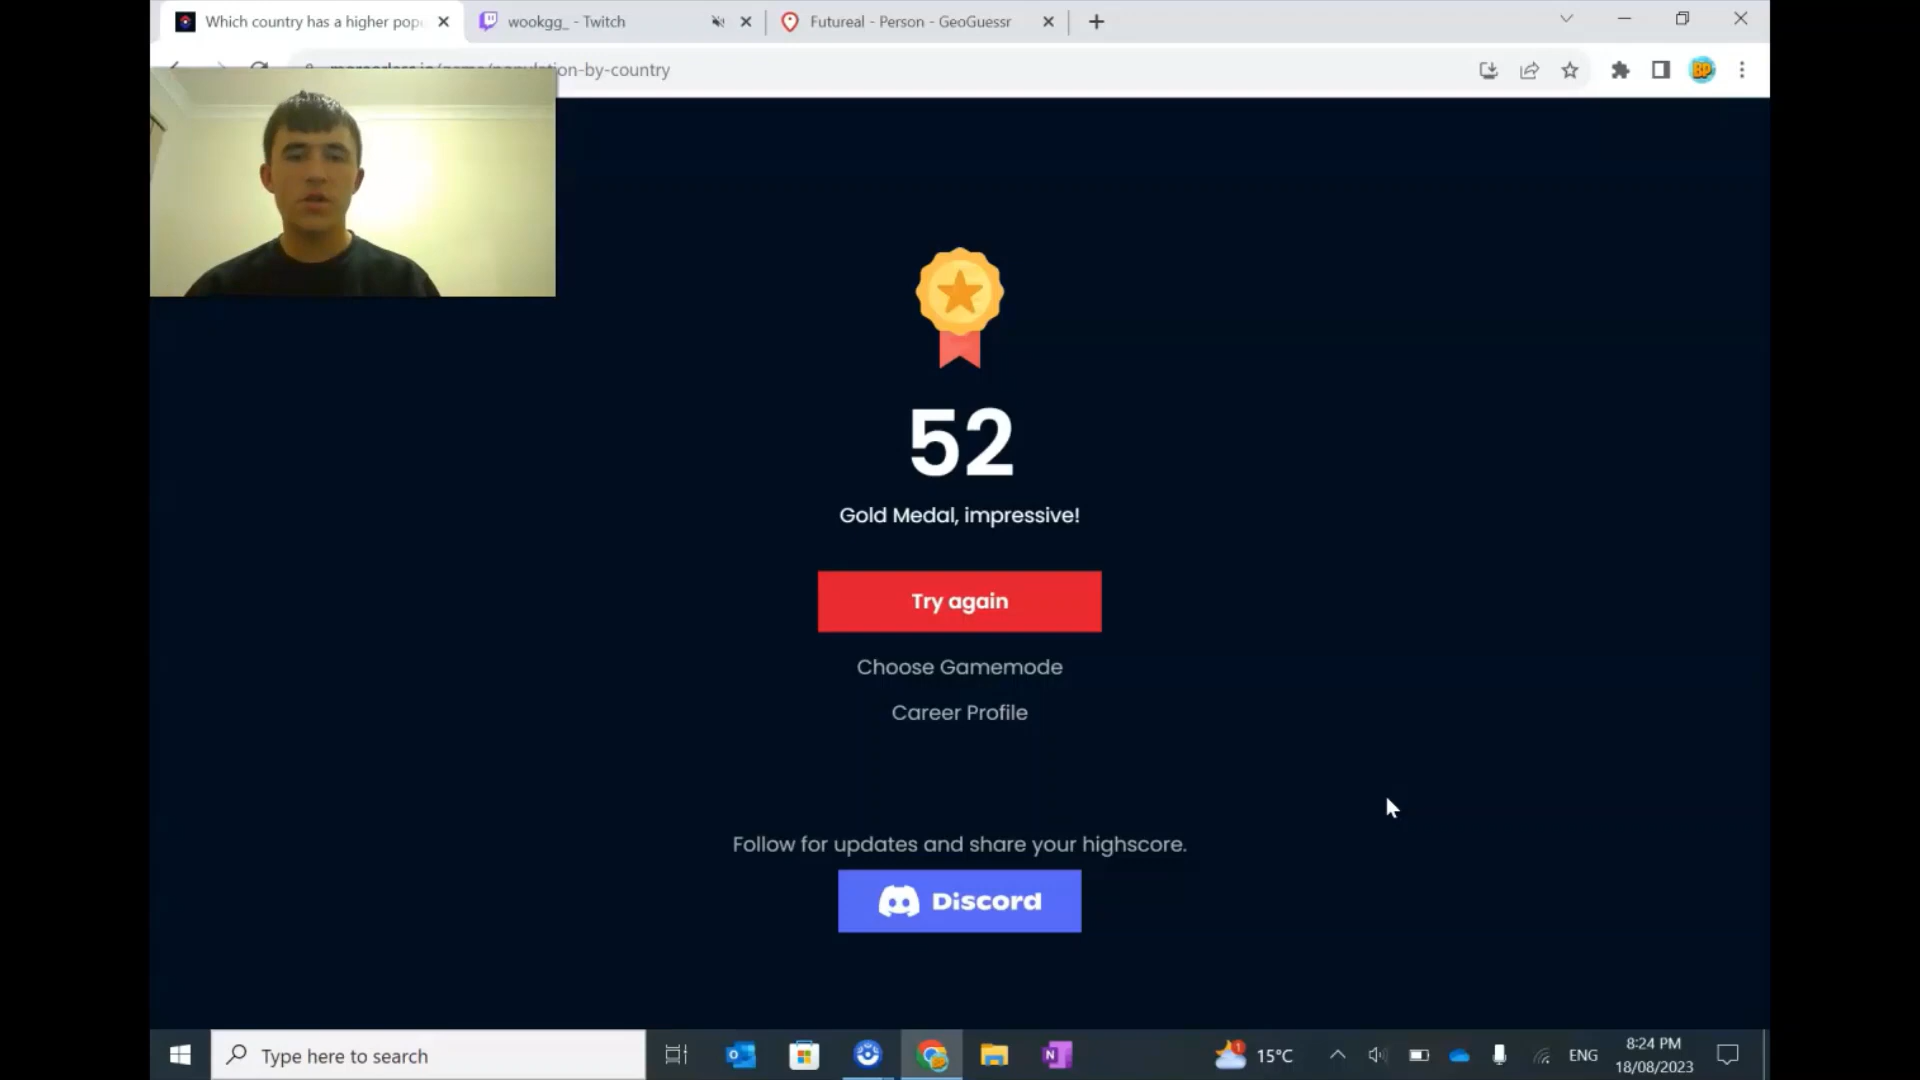 Which country has a higher pop
wookgg_ - Twitch
Futureal - Person - GeoGuessr
on-by-country
BP
52
Gold Medal, impressive!
Try again
Choose Gamemode
Career Profile
Follow for updates and share your highscore.
Discord
Type here to search
15°C
ENG
8:24 PM
18/08/2023